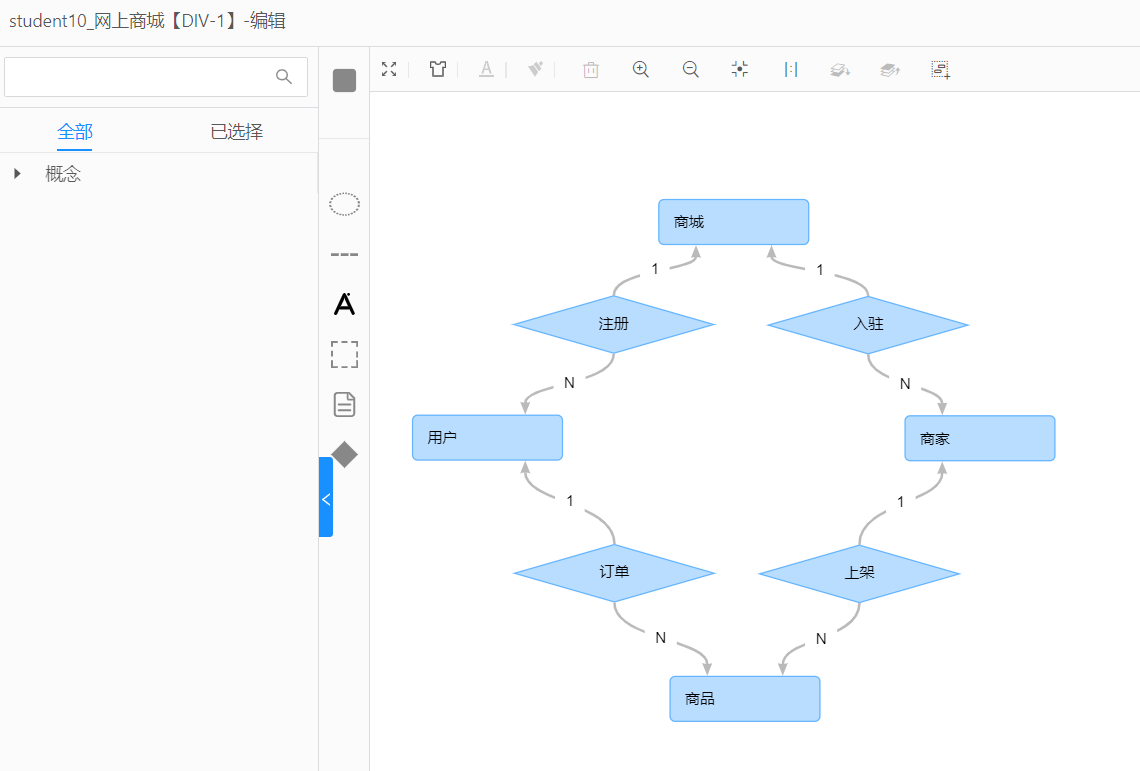 student10_网上商城【DIV-1】-编辑
全部
已选择
概念
A
商城
1
1
注册
入驻
N
N
用户
商家
1
1
订单
上架
N
N
商品